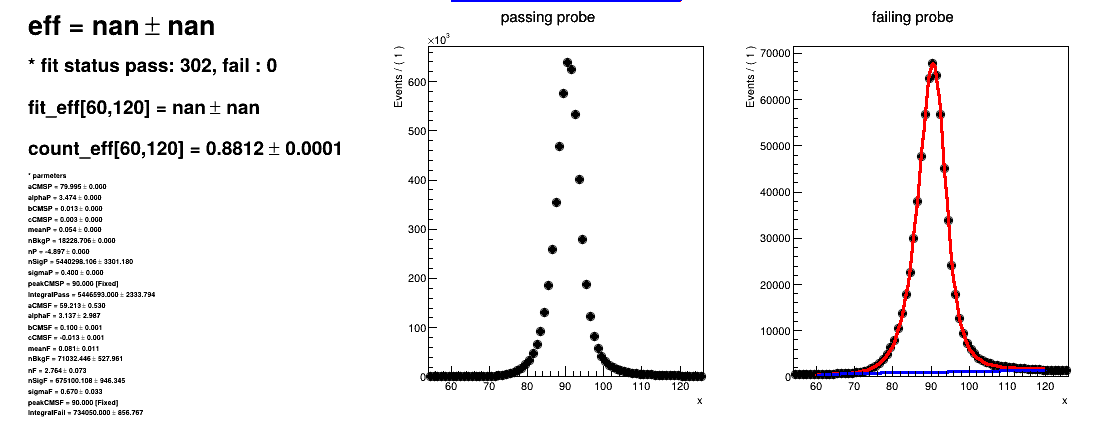 eff = nan ± nan
* fit status pass: 302, fail : 0
fit_eff[60,120] = nan ± nan
count_eff[60,120] = 0.8812 ± 0.0001
* parmeters
aCMSP = 79.995 ± 0.000
alphaP = 3.474 ± 0.000
bCMSP = 0.013 ± 0.000
cCMSP = 0.003 ± 0.000
meanP = 0.054 ± 0.000
nBkgP = 18228.706 ± 0.000
nP = -4.897 ± 0.000
nSigP = 5440298.106 ± 3301.180
sigmaP = 0.400 ± 0.000
peakCMSP = 90.000 [Fixed]
IntegralPass = 5446593.000 ± 2333.794
aCMSF = 59.213 ± 0.530
alphaF = 3.137 ± 2.987
bCMSF = 0.100 ± 0.001
cCMSF = -0.013 ± 0.001
meanF = 0.081 ± 0.011
nBkgF = 71032.446 ± 527.961
nF = 2.764 ± 0.073
nSigF = 675100.108 ± 946.345
sigmaF = 0.670 ± 0.033
peakCMSF = 90.000 [Fixed]
IntegralFail = 734050.000 ± 856.767
passing probe
×10³
Events / ( 1 )
600
500
400
300
200
100
0
60 70 80 90 100 110 120
x
failing probe
Events / ( 1 )
70000
60000
50000
40000
30000
20000
10000
0
60 70 80 90 100 110 120
x